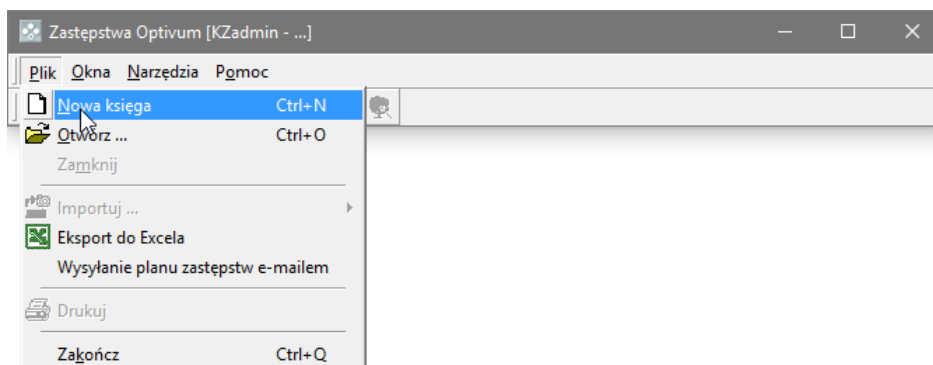 Zastępstwa Optivum [KZadmin - ...]
Plik Okna Narzędzia Pomoc
Nowa księga Ctrl+N
Otwórz ... Ctrl+O
Zamknij
Importuj ...
Eksport do Excela
Wysyłanie planu zastępstw e-mailem
Drukuj
Zakończ Ctrl+Q